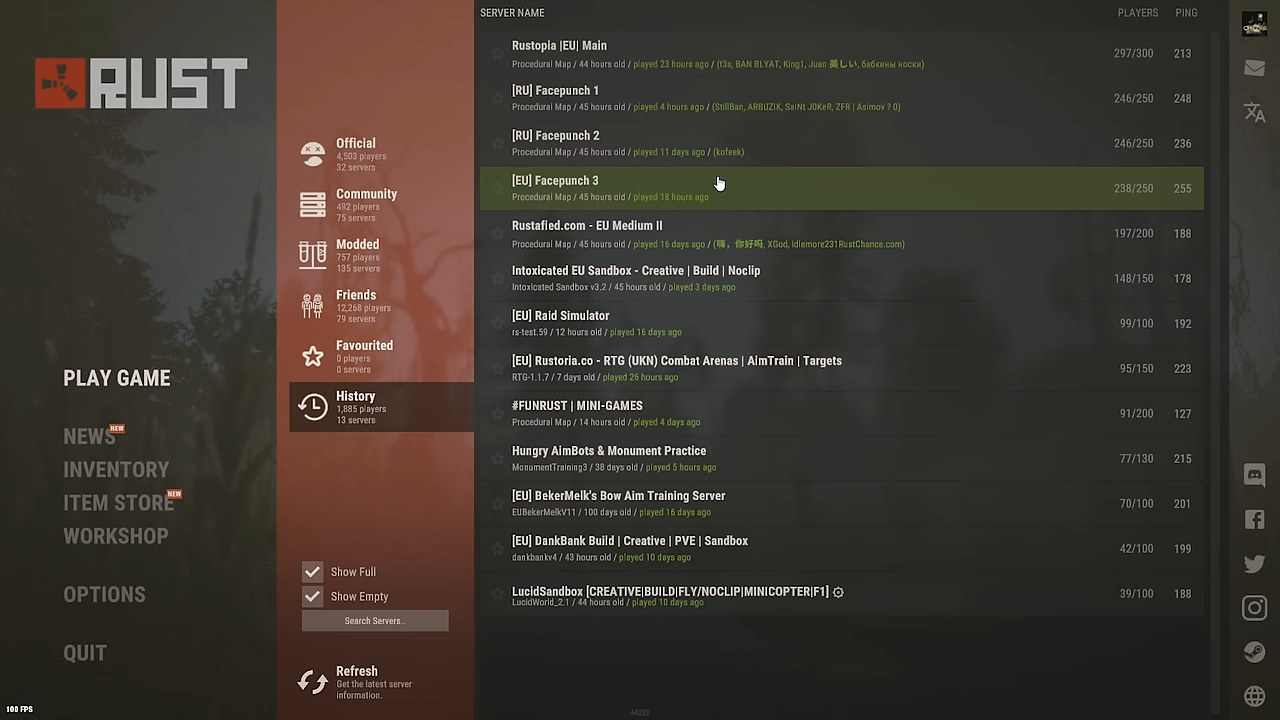 RUST
PLAY GAME
NEWS NEW
INVENTORY
ITEM STORE NEW
WORKSHOP
OPTIONS
QUIT
100 FPS
Official
4,503 players
32 servers
Community
492 players
75 servers
Modded
757 players
135 servers
Friends
12,268 players
79 servers
Favourited
0 players
0 servers
History
1,885 players
13 servers
Show Full
Show Empty
Search Servers..
Refresh
Get the latest server
information.
SERVER NAME PLAYERS PING
Rustopia |EU| Main 297/300 213
Procedural Map / 44 hours old / played 23 hours ago / (t3a, BAN BLYAT, King1, Juan 美しい, бабкины носки)
[RU] Facepunch 1 246/250 248
Procedural Map / 45 hours old / played 4 hours ago / (StillBan, ARBUZIK, SaiNt J0KeR, ZFR | Asimov ? 0)
[RU] Facepunch 2 246/250 236
Procedural Map / 45 hours old / played 11 days ago / (kofeek)
[EU] Facepunch 3 238/250 255
Procedural Map / 45 hours old / played 18 hours ago
Rustafied.com - EU Medium II 197/200 188
Procedural Map / 45 hours old / played 16 days ago / (嗨，你好吗, XGod, idlemore231RustChance.com)
Intoxicated EU Sandbox - Creative | Build | Noclip 148/150 178
Intoxicated Sandbox v3.2 / 45 hours old / played 3 days ago
[EU] Raid Simulator 99/100 192
rs-test.59 / 12 hours old / played 16 days ago
[EU] Rustoria.co - RTG (UKN) Combat Arenas | AimTrain | Targets 95/150 223
RTG-1.1.7 / 7 days old / played 26 hours ago
#FUNRUST | MINI-GAMES 91/200 127
Procedural Map / 14 hours old / played 4 days ago
Hungry AimBots & Monument Practice 77/130 215
MonumentTraining3 / 38 days old / played 5 hours ago
[EU] BekerMelk's Bow Aim Training Server 70/100 201
EUBekerMelkV11 / 100 days old / played 16 days ago
[EU] DankBank Build | Creative | PVE | Sandbox 42/100 199
dankbankv4 / 43 hours old / played 10 days ago
LucidSandbox [CREATIVE|BUILD|FLY/NOCLIP|MINICOPTER|F1] 39/100 188
LucidWorld_2.1 / 44 hours old / played 10 days ago
44252